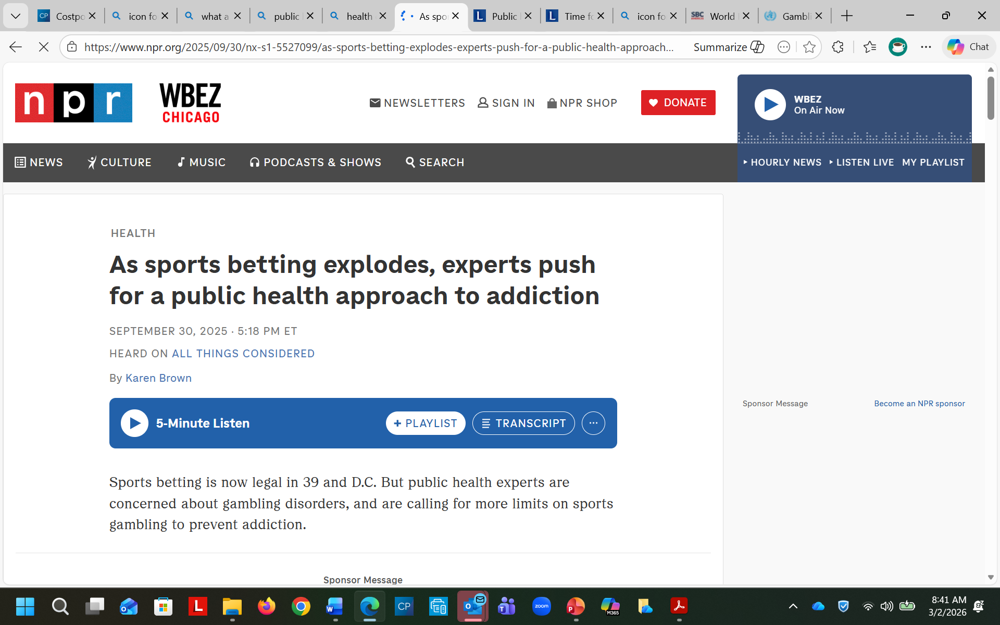 CP Costpo
icon fo
what a
public
health
As spo
L Public
L Time fo
icon fo
SBC World
Gambli
https://www.npr.org/2025/09/30/nx-s1-5527099/as-sports-betting-explodes-experts-push-for-a-public-health-approach...
Summarize
Chat
npr
WBEZ
CHICAGO
NEWSLETTERS
SIGN IN
NPR SHOP
DONATE
WBEZ
On Air Now
NEWS
CULTURE
MUSIC
PODCASTS & SHOWS
SEARCH
HOURLY NEWS
LISTEN LIVE
MY PLAYLIST
HEALTH
As sports betting explodes, experts push
for a public health approach to addiction
SEPTEMBER 30, 2025 · 5:18 PM ET
HEARD ON ALL THINGS CONSIDERED
By Karen Brown
5-Minute Listen
+ PLAYLIST
TRANSCRIPT
Sponsor Message
Become an NPR sponsor
Sports betting is now legal in 39 and D.C. But public health experts are
concerned about gambling disorders, and are calling for more limits on sports
gambling to prevent addiction.
Sponsor Message
L
W
CP
O
T
zoom
P
M365
8:41 AM
3/2/2026